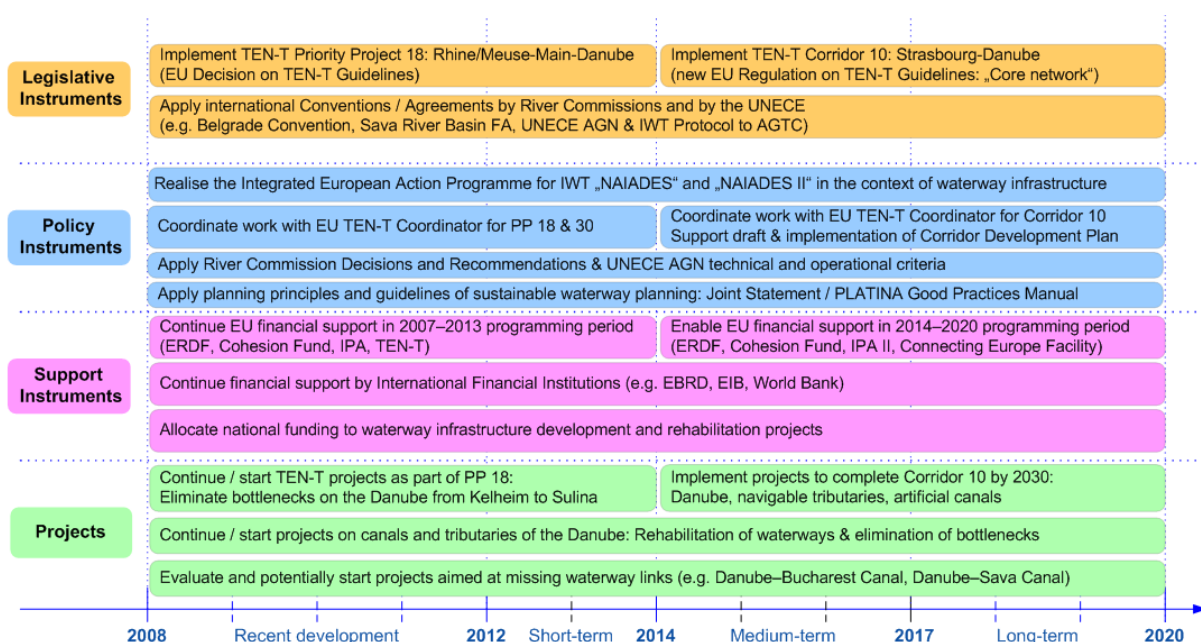 Legislative
Instruments
Implement TEN-T Priority Project 18: Rhine/Meuse-Main-Danube
(EU Decision on TEN-T Guidelines)
Implement TEN-T Corridor 10: Strasbourg-Danube
(new EU Regulation on TEN-T Guidelines: „Core network“)
Apply international Conventions / Agreements by River Commissions and by the UNECE
(e.g. Belgrade Convention, Sava River Basin FA, UNECE AGN & IWT Protocol to AGTC)
Policy
Instruments
Realise the Integrated European Action Programme for IWT „NAIADES“ and „NAIADES II“ in the context of waterway infrastructure
Coordinate work with EU TEN-T Coordinator for PP 18 & 30
Coordinate work with EU TEN-T Coordinator for Corridor 10
Support draft & implementation of Corridor Development Plan
Apply River Commission Decisions and Recommendations & UNECE AGN technical and operational criteria
Apply planning principles and guidelines of sustainable waterway planning: Joint Statement / PLATINA Good Practices Manual
Support
Instruments
Continue EU financial support in 2007–2013 programming period
(ERDF, Cohesion Fund, IPA, TEN-T)
Enable EU financial support in 2014–2020 programming period
(ERDF, Cohesion Fund, IPA II, Connecting Europe Facility)
Continue financial support by International Financial Institutions (e.g. EBRD, EIB, World Bank)
Allocate national funding to waterway infrastructure development and rehabilitation projects
Projects
Continue / start TEN-T projects as part of PP 18:
Eliminate bottlenecks on the Danube from Kelheim to Sulina
Implement projects to complete Corridor 10 by 2030:
Danube, navigable tributaries, artificial canals
Continue / start projects on canals and tributaries of the Danube: Rehabilitation of waterways & elimination of bottlenecks
Evaluate and potentially start projects aimed at missing waterway links (e.g. Danube–Bucharest Canal, Danube–Sava Canal)
2008 Recent development 2012 Short-term 2014 Medium-term 2017 Long-term 2020